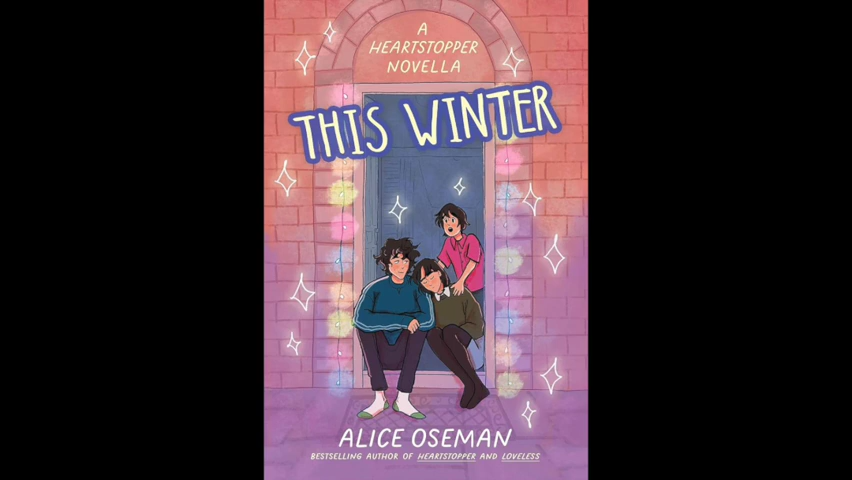 A
HEARTSTOPPER
NOVELLA
THIS WINTER
ALICE OSEMAN
BESTSELLING AUTHOR OF HEARTSTOPPER AND LOVELESS